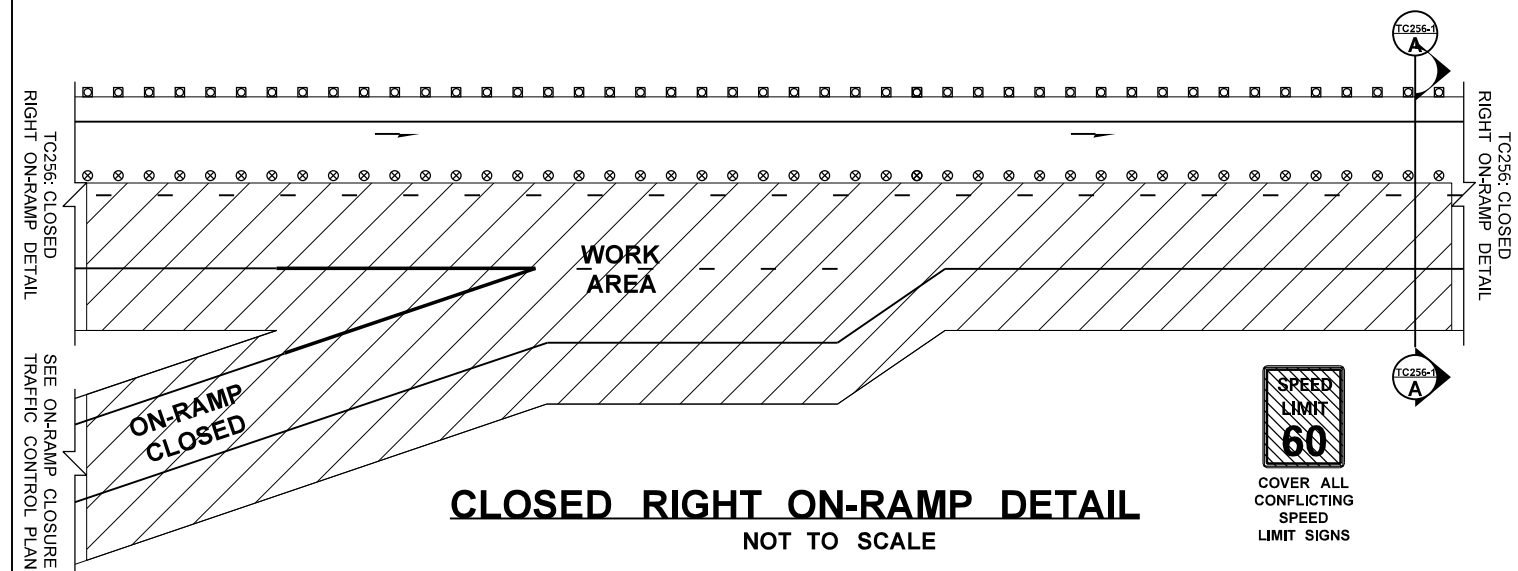 TC256-1
A
TC256: CLOSED
RIGHT ON-RAMP DETAIL
TC256: CLOSED
RIGHT ON-RAMP DETAIL
WORK
AREA
ON-RAMP
CLOSED
SEE ON-RAMP CLOSURE
TRAFFIC CONTROL PLAN
SPEED
LIMIT
60
TC256-1
A
COVER ALL
CONFLICTING
SPEED
LIMIT SIGNS
CLOSED RIGHT ON-RAMP DETAIL
NOT TO SCALE